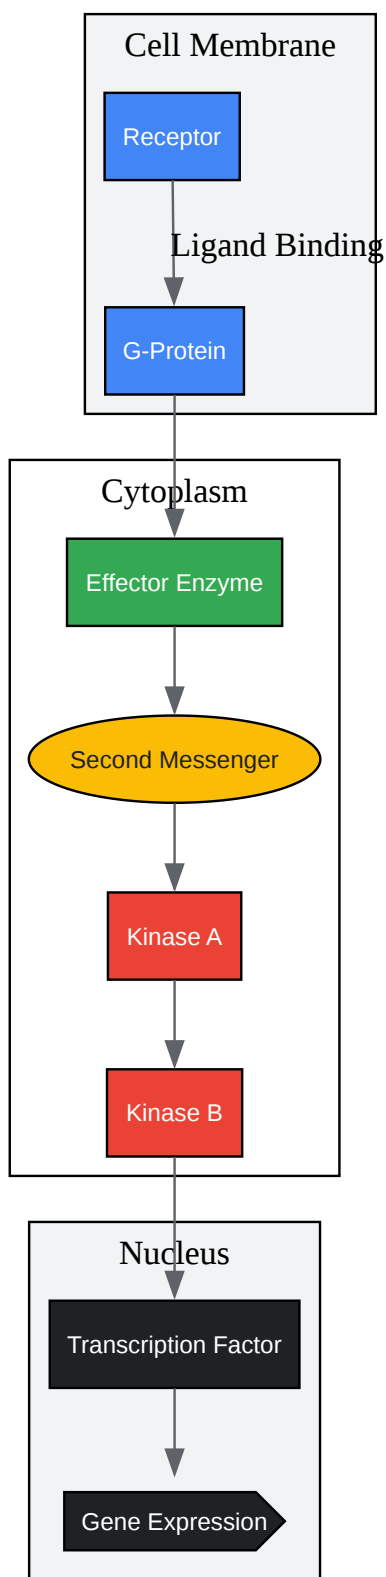 Cell Membrane
Receptor
Ligand Binding
G-Protein
Cytoplasm
Effector Enzyme
Second Messenger
Kinase A
Kinase B
Nucleus
Transcription Factor
Gene Expression